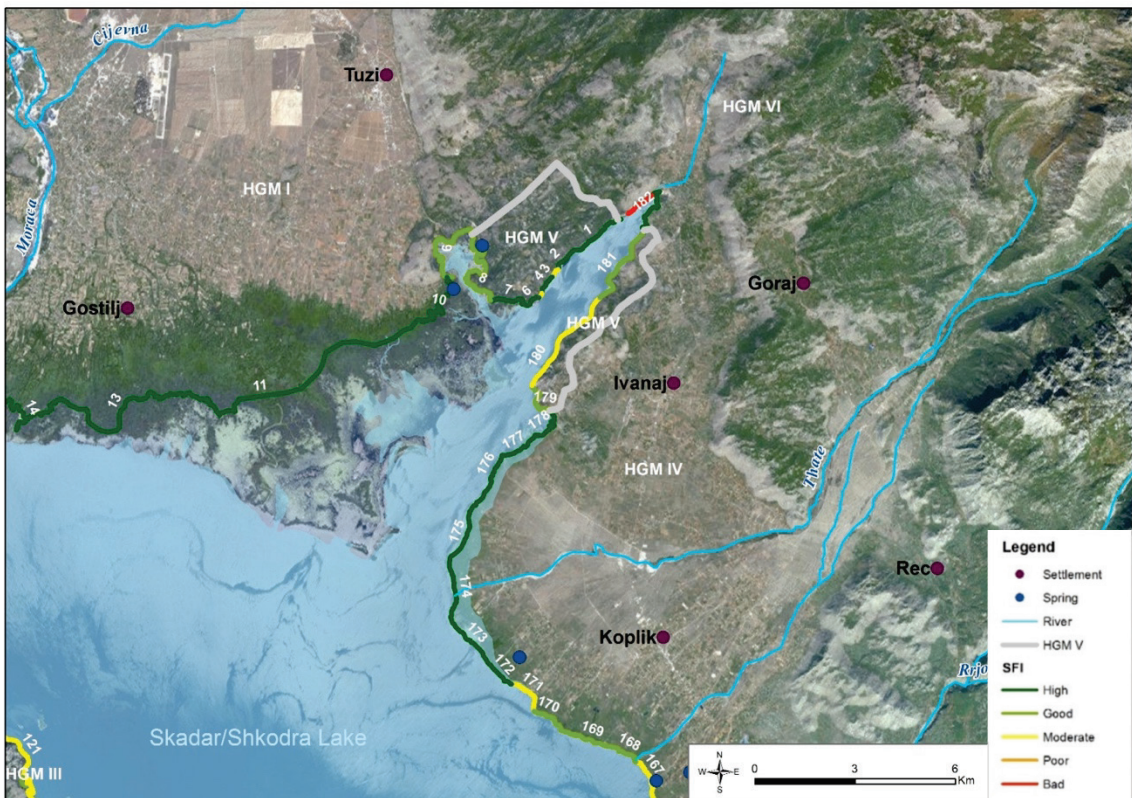 Cijevna
Tuzi
HGM VI
HGM I
Morača
182
1
HGM V
9
2
181
43
8
7
6
Goraj
10
Gostilj
HGM V
180
Ivanaj
11
179
13
178
14
177
176
HGM IV
Thate
175
174
Rec
173
Koplik
172
171
170
169
168
167
Rrjo
121
HGM III
Skadar/Shkodra Lake
Legend
Settlement
Spring
River
HGM V
SFI
High
Good
Moderate
Poor
Bad
N
W E
S
0 3 6
Km